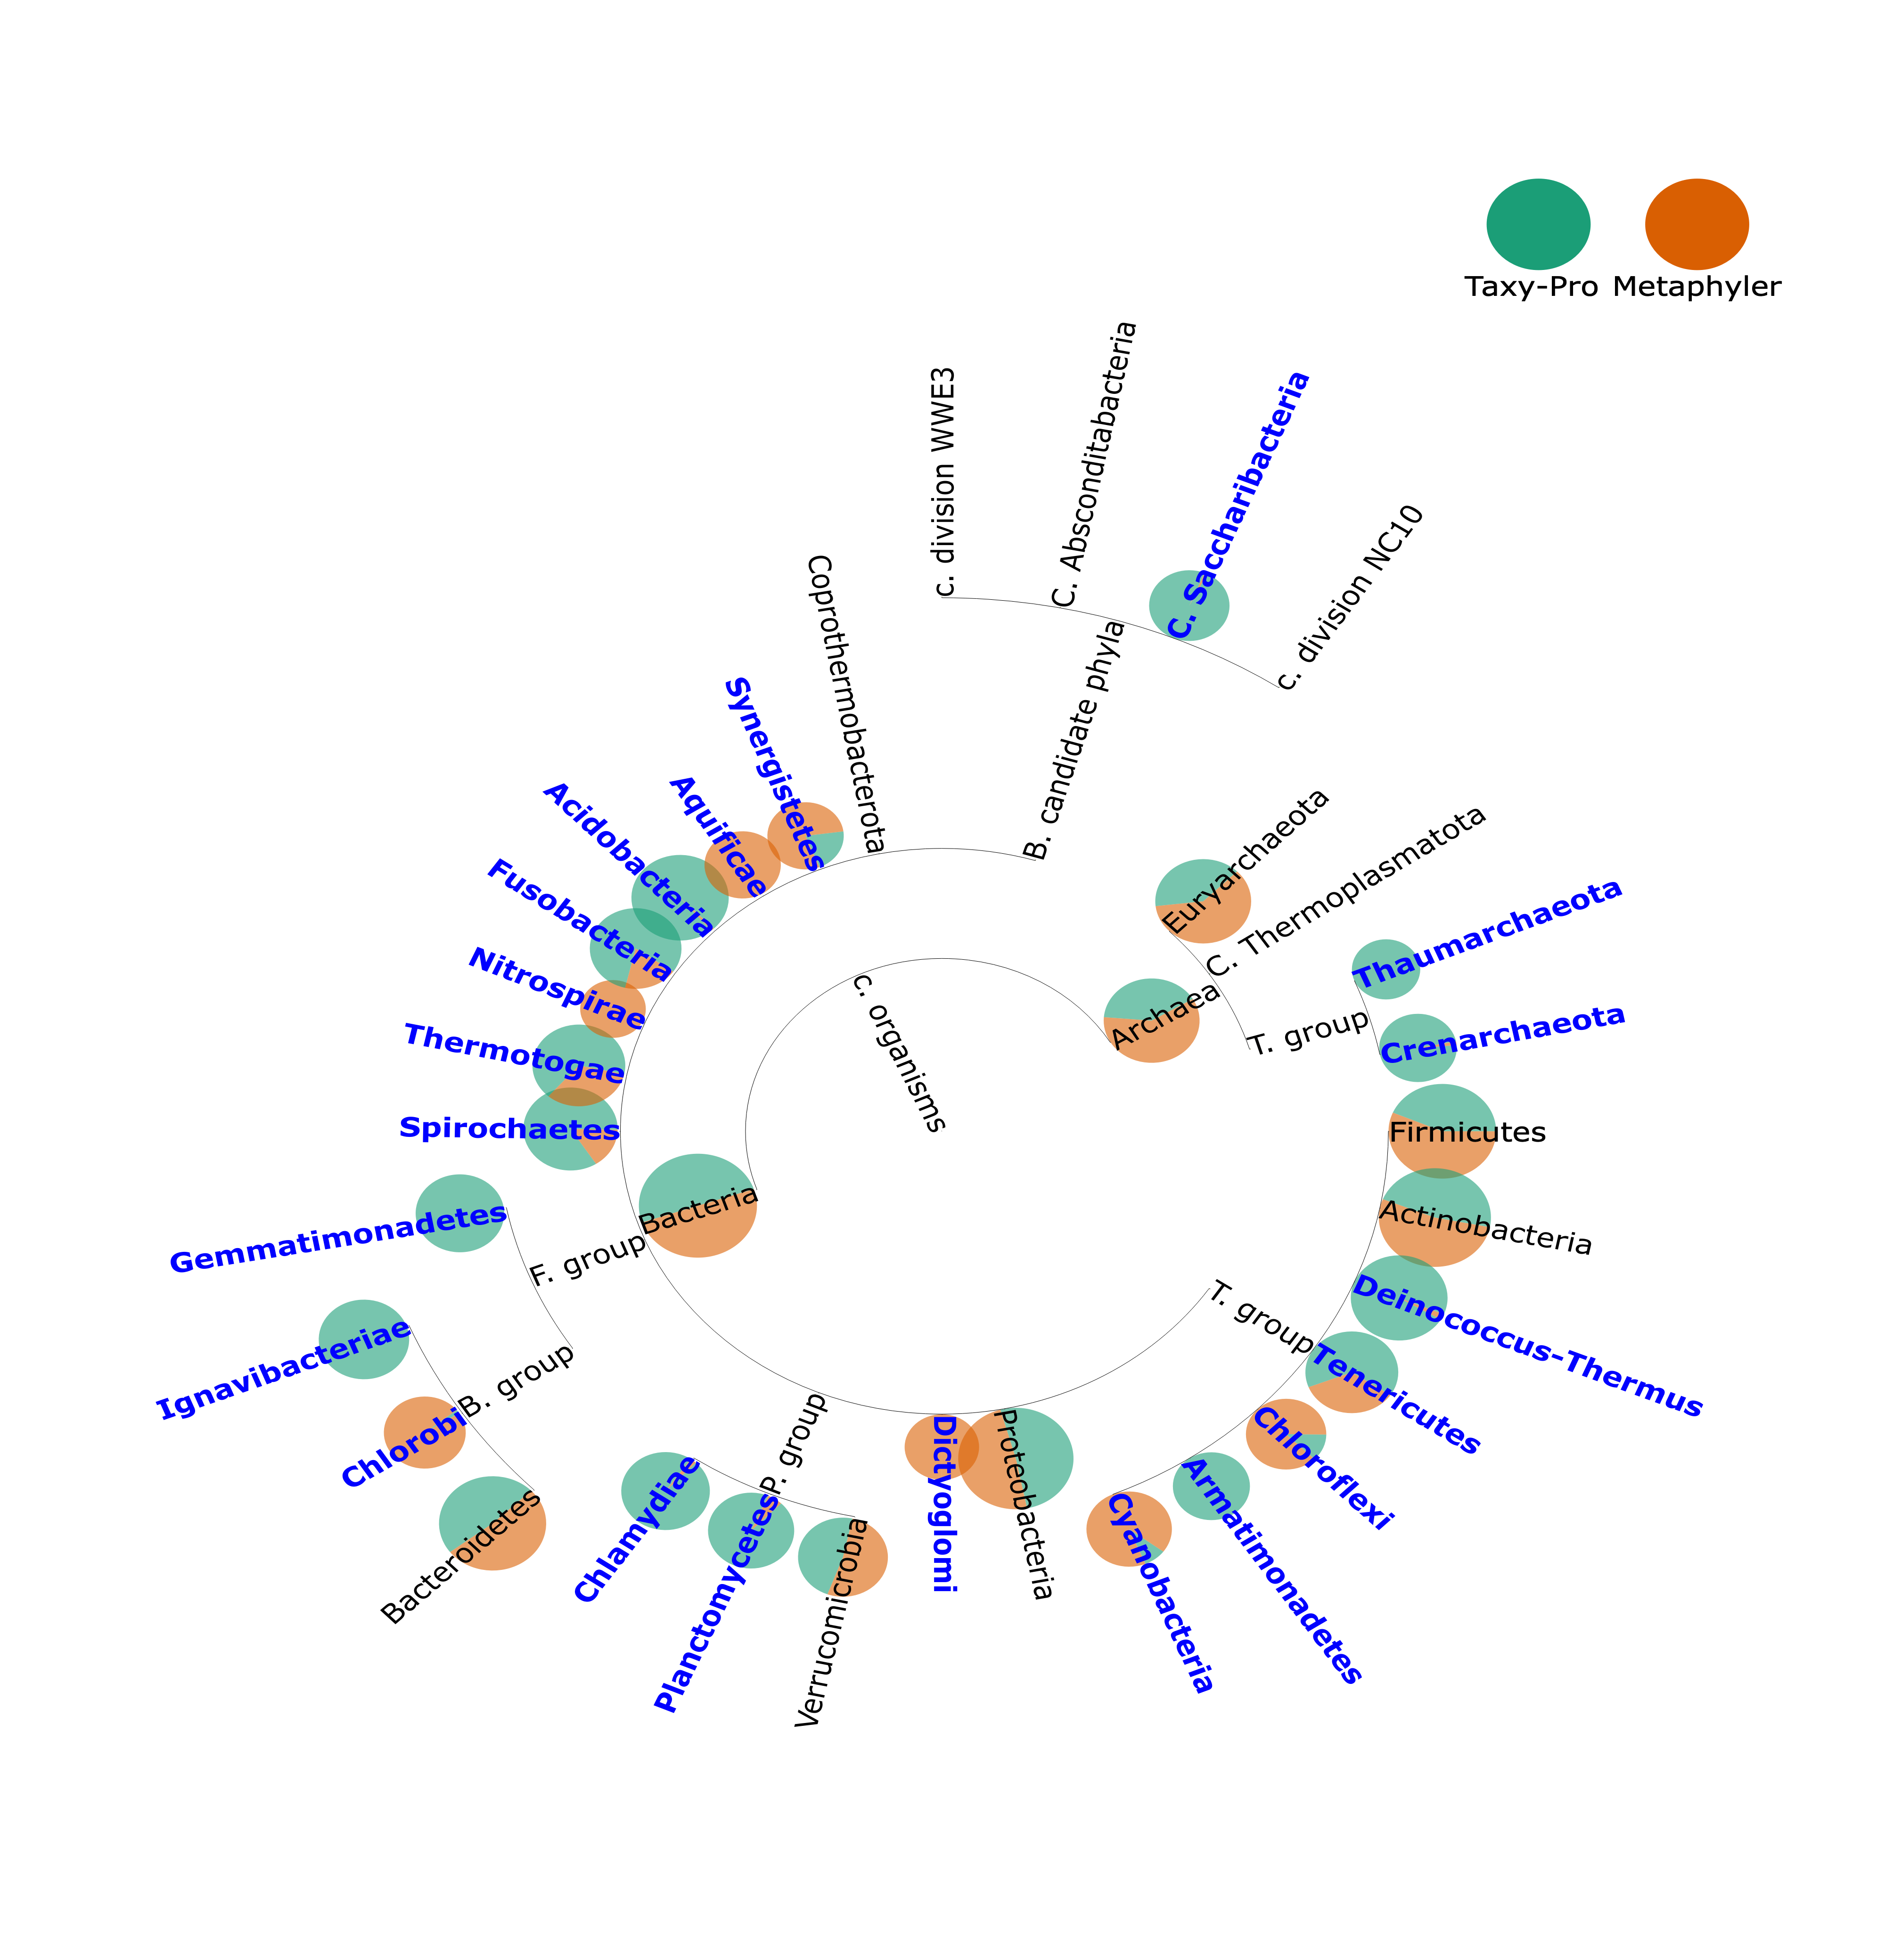 Taxy-Pro
Metaphyler
c. division WWE3
C. Absconditabacteria
C. Saccharibacteria
c. division NC10
B. candidate phyla
Coprothermobacterota
Synergistetes
Aquificae
Acidobacteria
Fusobacteria
Nitrospirae
Thermotogae
Spirochaetes
c. organisms
Archaea
Euryarchaeota
C. Thermoplasmatota
T. group
Thaumarchaeota
Crenarchaeota
Firmicutes
Actinobacteria
Deinococcus-Thermus
T. group
Tenericutes
Chloroflexi
Armatimonadetes
Cyanobacteria
Bacteria
F. group
Gemmatimonadetes
B. group
Ignavibacteriae
Chlorobi
Bacteroidetes
P. group
Chlamydiae
Planctomycetes
Verrucomicrobia
Dictyoglomi
Proteobacteria